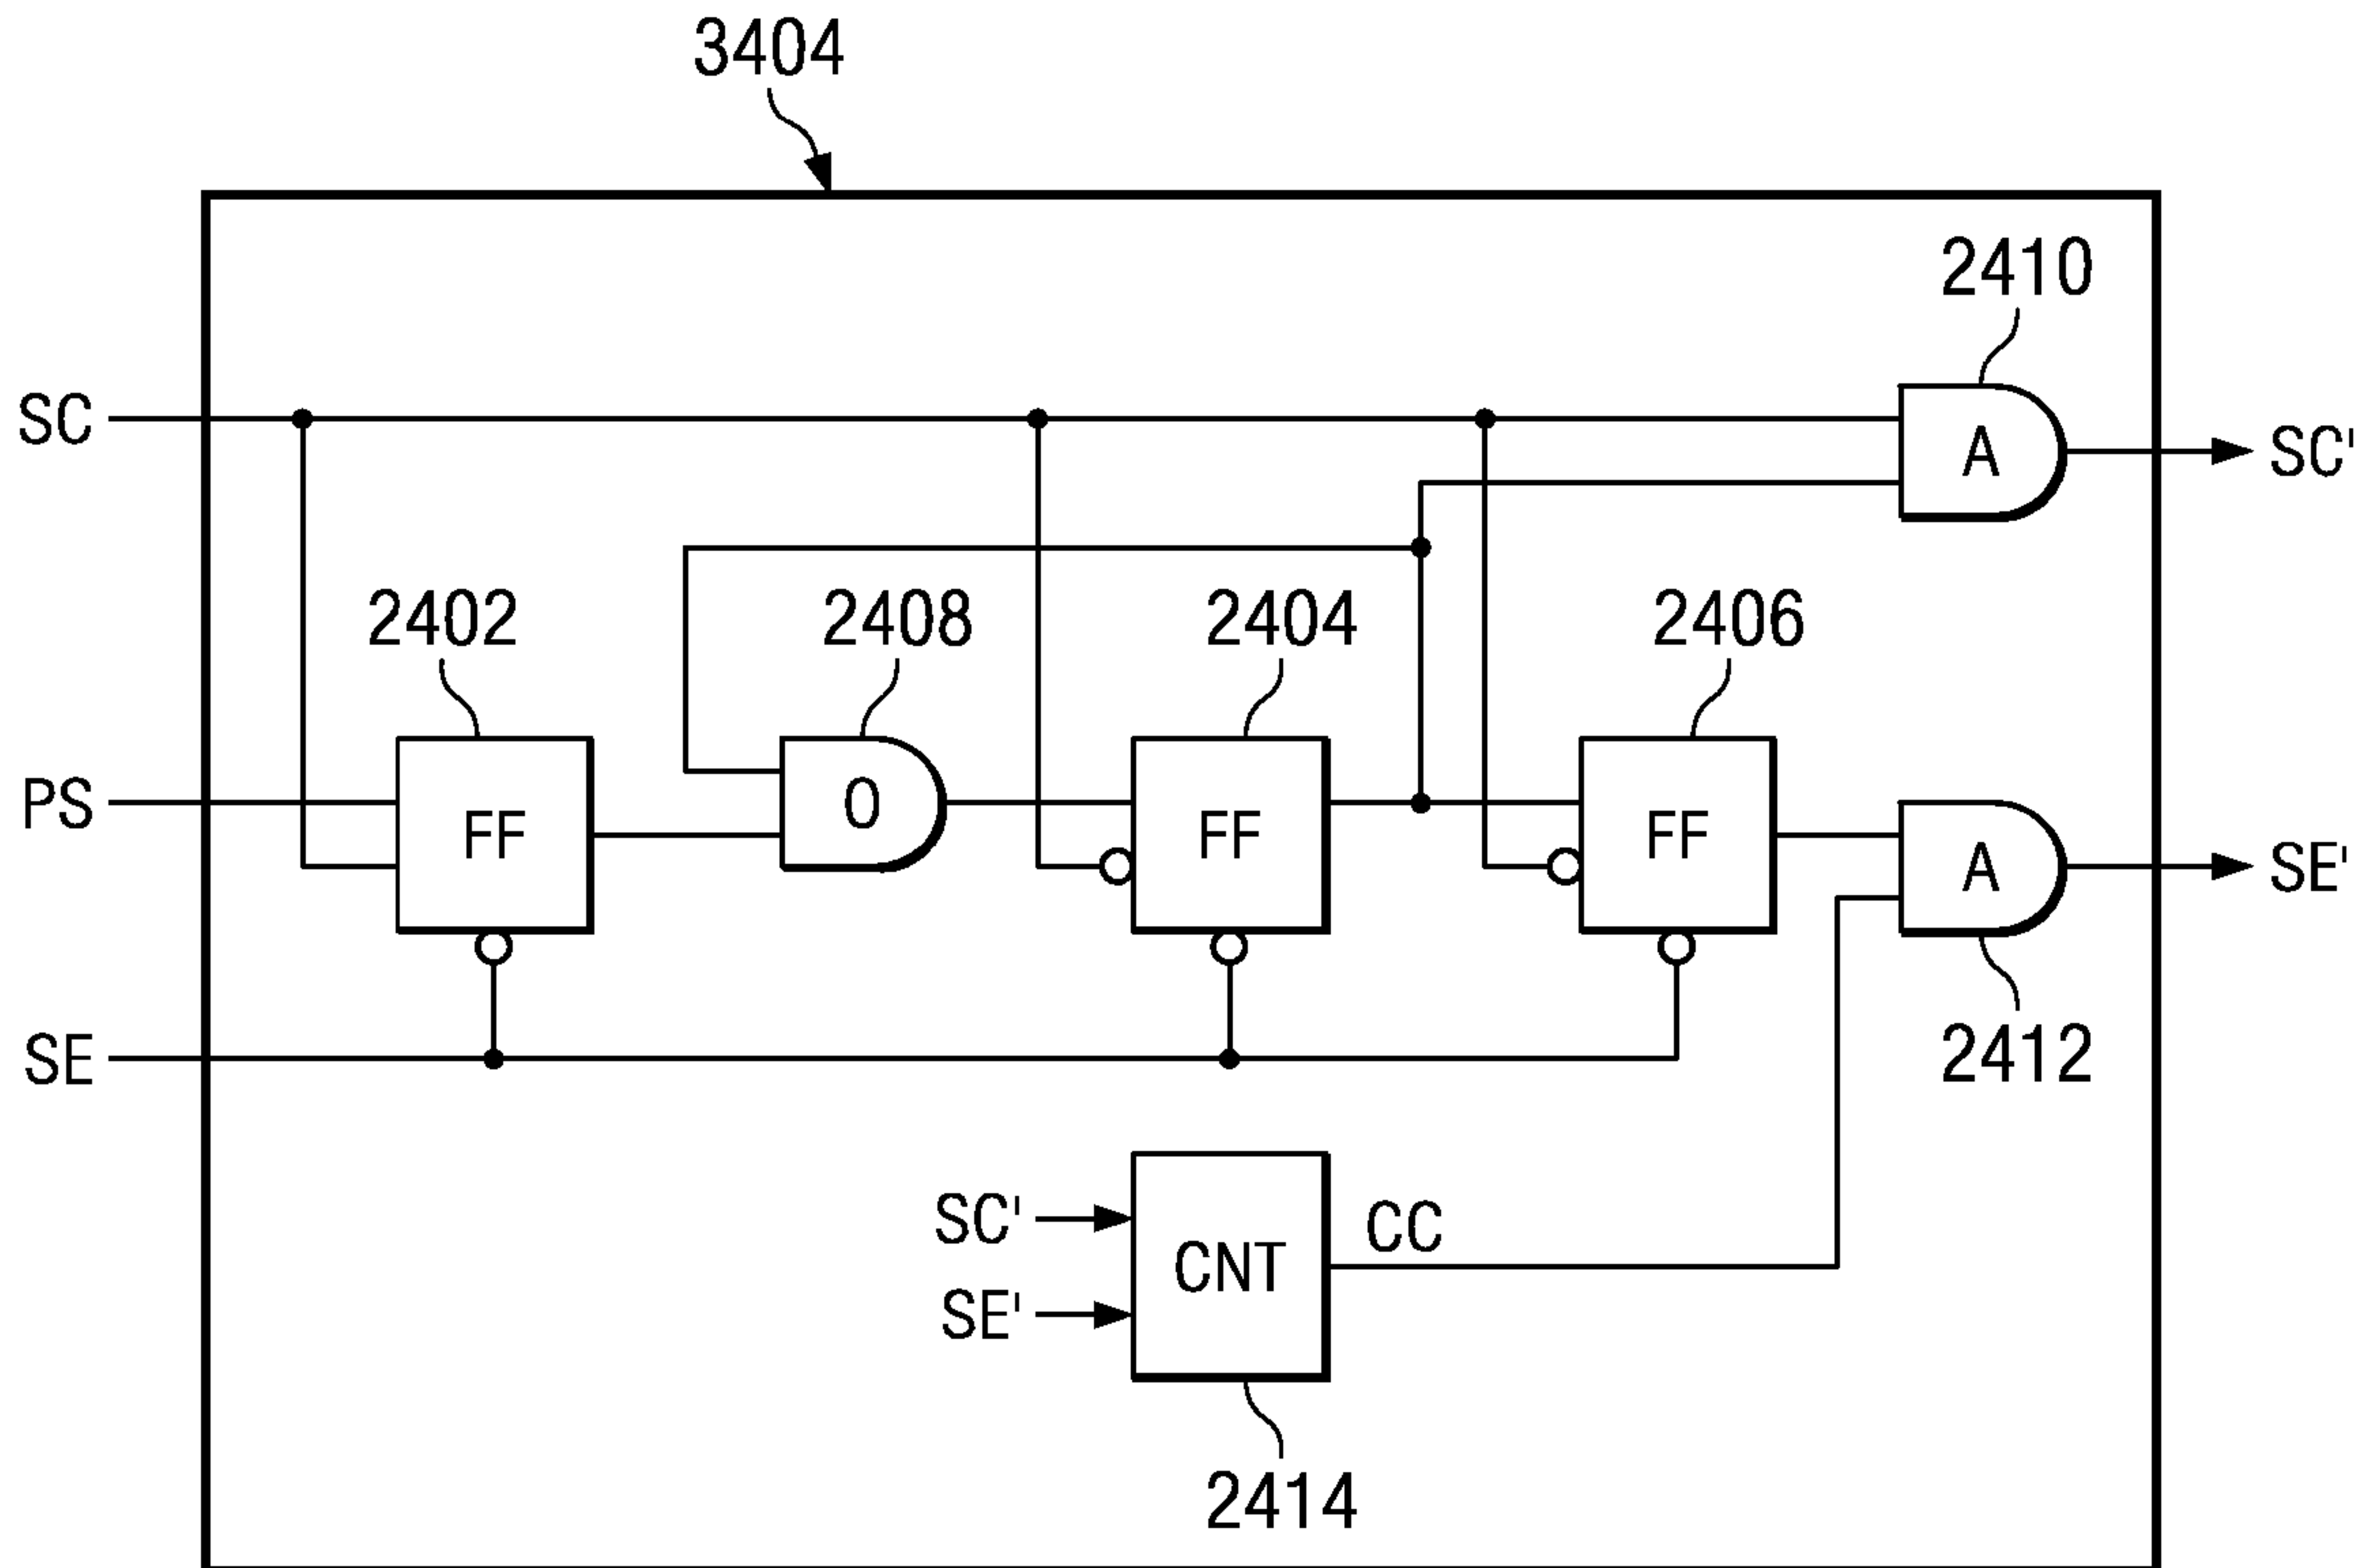 3404
2410
SC
A
SC'
2402
2408
2404
2406
PS
FF
O
FF
FF
A
SE'
SE
2412
SC'
CNT
CC
SE'
2414